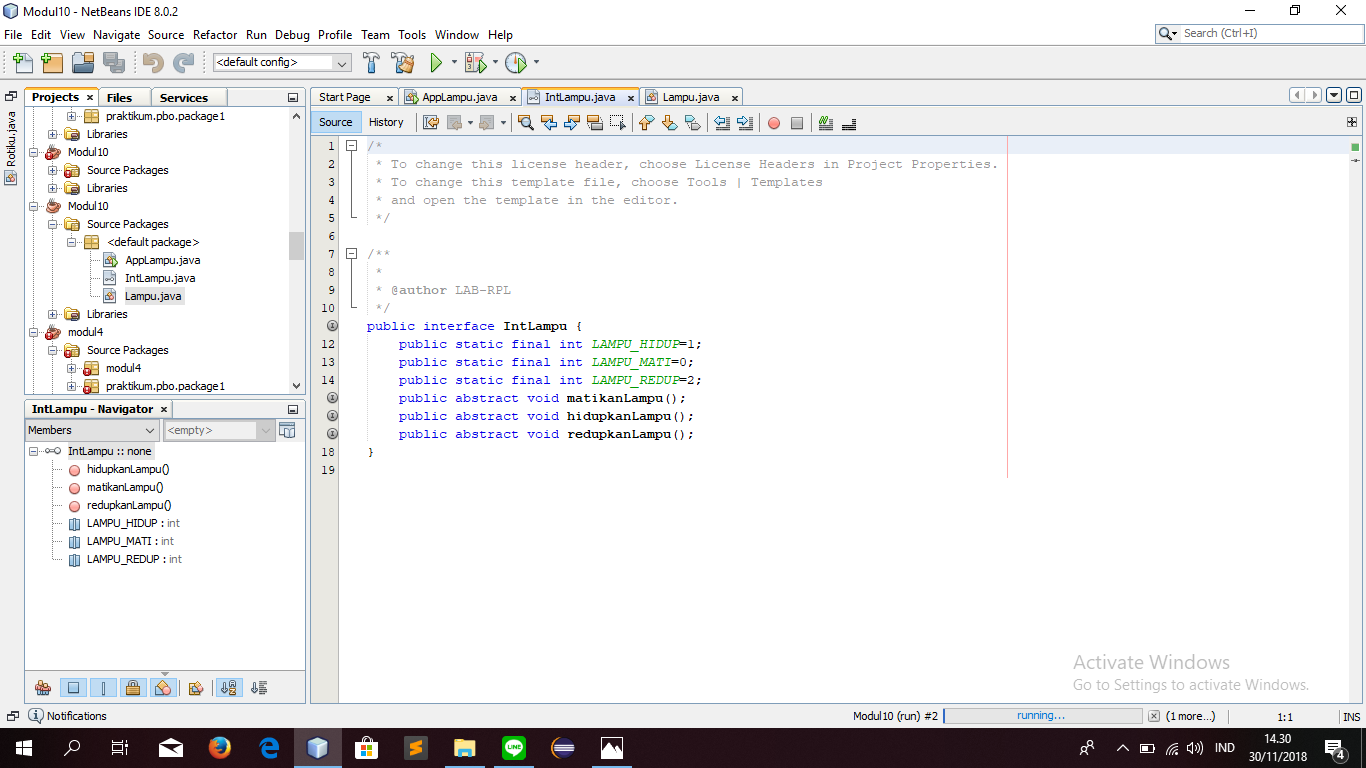 Modul10 - NetBeans IDE 8.0.2
File Edit View Navigate Source Refactor Run Debug Profile Team Tools Window Help
Search (Ctrl+I)
<default config>
Rotiku.java
Projects Files Services
praktikum.pbo.package1
Libraries
Modul10
Source Packages
Libraries
Modul10
Source Packages
<default package>
AppLampu.java
IntLampu.java
Lampu.java
Libraries
modul4
Source Packages
modul4
praktikum.pbo.package1
IntLampu - Navigator
Members <empty>
IntLampu :: none
hidupkanLampu()
matikanLampu()
redupkanLampu()
LAMPU_HIDUP : int
LAMPU_MATI : int
LAMPU_REDUP : int
Start Page AppLampu.java IntLampu.java Lampu.java
Source History
1 /*
2 * To change this license header, choose License Headers in Project Properties.
3 * To change this template file, choose Tools | Templates
4 * and open the template in the editor.
5 */
6
7 /**
8 *
9 * @author LAB-RPL
10 */
public interface IntLampu {
12 public static final int LAMPU_HIDUP=1;
13 public static final int LAMPU_MATI=0;
14 public static final int LAMPU_REDUP=2;
public abstract void matikanLampu();
public abstract void hidupkanLampu();
public abstract void redupkanLampu();
18 }
19
Activate Windows
Go to Settings to activate Windows.
Notifications Modul10 (run) #2 running... (1 more...) 1:1 INS
IND
14.30
30/11/2018
4